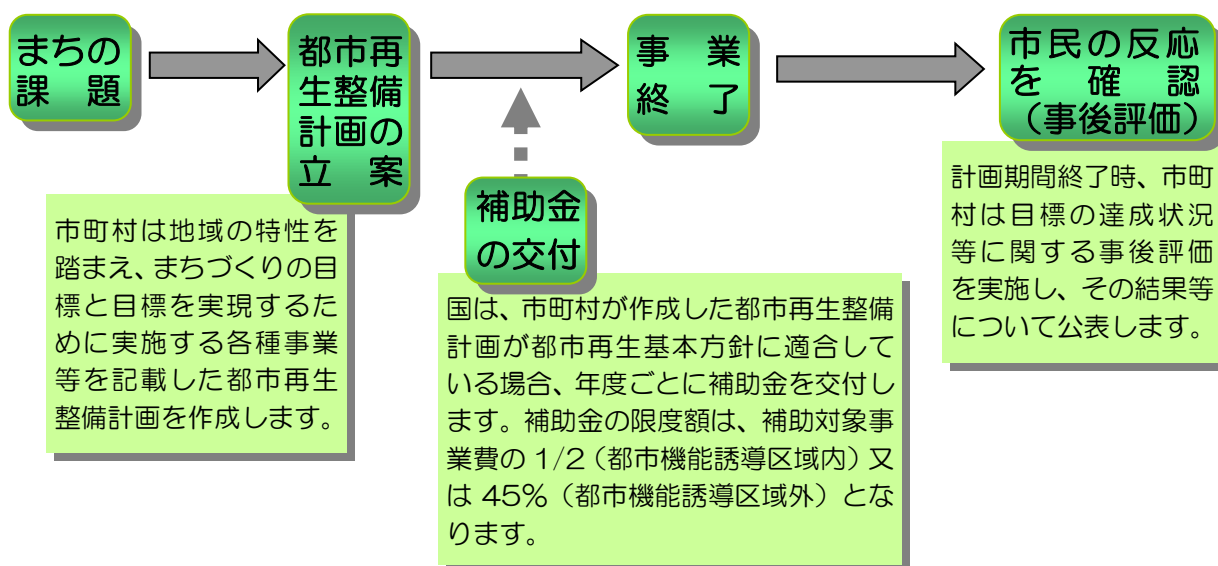 まちの
課　題
都市再
生整備
計画の
立　案
市町村は地域の特性を
踏まえ、まちづくりの目
標と目標を実現するた
めに実施する各種事業
等を記載した都市再生
整備計画を作成します。
補助金
の交付
国は、市町村が作成した都市再生整備
計画が都市再生基本方針に適合して
いる場合、年度ごとに補助金を交付し
ます。補助金の限度額は、補助対象事
業費の 1/2（都市機能誘導区域内）又
は 45%（都市機能誘導区域外）とな
ります。
事　業
終　了
市民の反応
を　確　認
（事後評価）
計画期間終了時、市町
村は目標の達成状況
等に関する事後評価
を実施し、その結果等
について公表します。